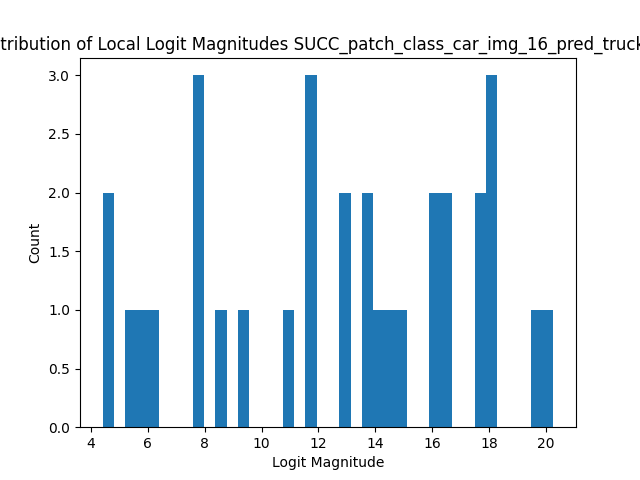 tribution of Local Logit Magnitudes SUCC_patch_class_car_img_16_pred_truck
3.0
2.5
2.0
1.5
1.0
0.5
0.0
Count
4 6 8 10 12 14 16 18 20
Logit Magnitude